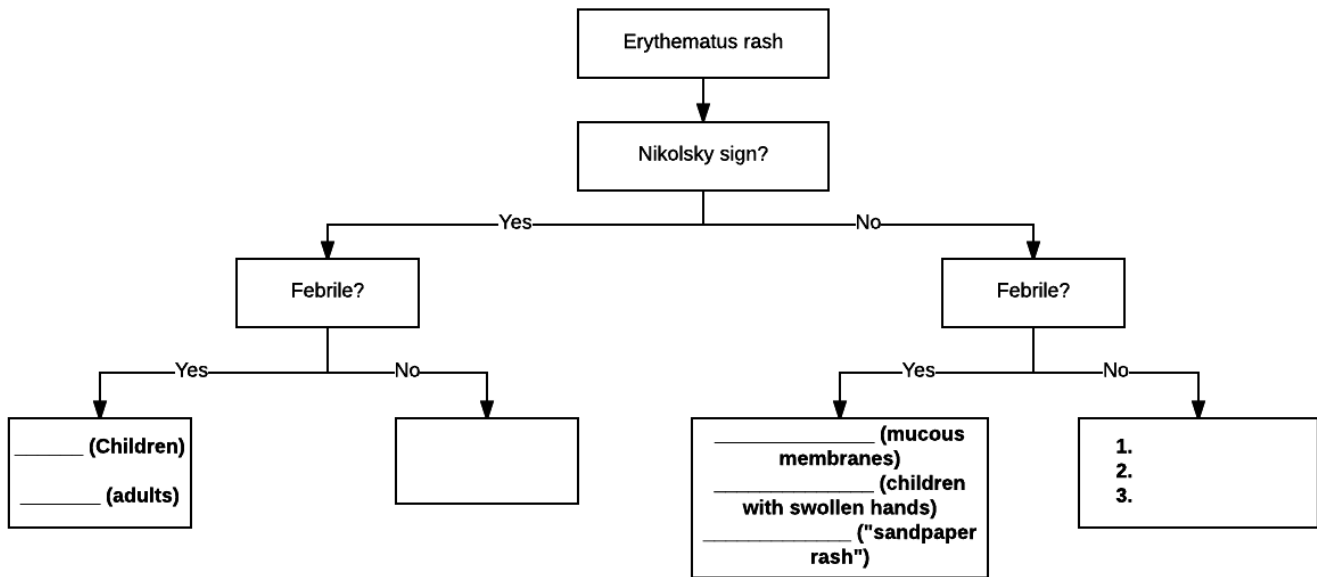 Erythematus rash
Nikolsky sign?
Yes
No
Febrile?
Febrile?
Yes
No
Yes
No
______ (Children)
_______ (adults)
______________ (mucous
membranes)
______________ (children
with swollen hands)
_____________ ("sandpaper
rash")
1.
2.
3.